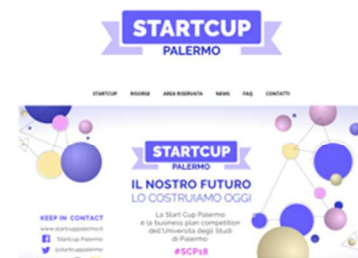 STARTCUP
PALERMO
STARTCUP RISORSE AREA RISERVATA NEWS FAQ CONTATTI
STARTCUP
PALERMO
IL NOSTRO FUTURO
LO COSTRUIAMO OGGI
La Start Cup Palermo
è la business plan competition
dell'Università degli Studi
di Palermo
#SCP18
KEEP IN CONTACT
www.startcuppalermo.it
Startcup Palermo
@startcuppalermo